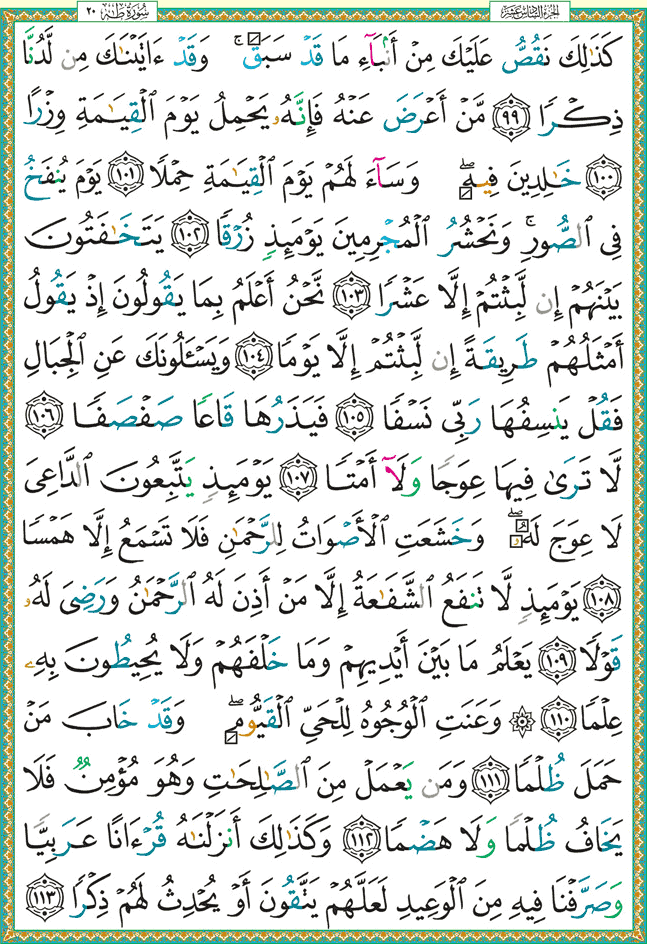 الجزء السادس عشر
سورة طه ٢٠
كَذَٰلِكَ نَقُصُّ عَلَيْكَ مِنْ أَنۢبَآءِ مَا قَدْ سَبَقَ ۚ وَقَدْ ءَاتَيْنَٰكَ مِن لَّدُنَّا
ذِكْرًا ٩٩ مَّنْ أَعْرَضَ عَنْهُ فَإِنَّهُۥ يَحْمِلُ يَوْمَ ٱلْقِيَٰمَةِ وِزْرًا
١٠٠ خَٰلِدِينَ فِيهِ ۖ وَسَآءَ لَهُمْ يَوْمَ ٱلْقِيَٰمَةِ حِمْلًا ١٠١ يَوْمَ يُنفَخُ
فِى ٱلصُّورِ ۚ وَنَحْشُرُ ٱلْمُجْرِمِينَ يَوْمَئِذٍ زُرْقًا ١٠٢ يَتَخَٰفَتُونَ
بَيْنَهُمْ إِن لَّبِثْتُمْ إِلَّا عَشْرًا ١٠٣ نَّحْنُ أَعْلَمُ بِمَا يَقُولُونَ إِذْ يَقُولُ
أَمْثَلُهُمْ طَرِيقَةً إِن لَّبِثْتُمْ إِلَّا يَوْمًا ١٠٤ وَيَسْـَٔلُونَكَ عَنِ ٱلْجِبَالِ
فَقُلْ يَنسِفُهَا رَبِّى نَسْفًا ١٠٥ فَيَذَرُهَا قَاعًا صَفْصَفًا ١٠٦
لَّا تَرَىٰ فِيهَا عِوَجًا وَلَآ أَمْتًا ١٠٧ يَوْمَئِذٍ يَتَّبِعُونَ ٱلدَّاعِىَ
لَا عِوَجَ لَهُۥ ۖ وَخَشَعَتِ ٱلْأَصْوَاتُ لِلرَّحْمَٰنِ فَلَا تَسْمَعُ إِلَّا هَمْسًا
١٠٨ يَوْمَئِذٍ لَّا تَنفَعُ ٱلشَّفَٰعَةُ إِلَّا مَنْ أَذِنَ لَهُ ٱلرَّحْمَٰنُ وَرَضِىَ لَهُۥ
قَوْلًا ١٠٩ يَعْلَمُ مَا بَيْنَ أَيْدِيهِمْ وَمَا خَلْفَهُمْ وَلَا يُحِيطُونَ بِهِۦ
عِلْمًا ١١٠ ۞ وَعَنَتِ ٱلْوُجُوهُ لِلْحَىِّ ٱلْقَيُّومِ ۖ وَقَدْ خَابَ مَنْ
حَمَلَ ظُلْمًا ١١١ وَمَن يَعْمَلْ مِنَ ٱلصَّٰلِحَٰتِ وَهُوَ مُؤْمِنٌ فَلَا
يَخَافُ ظُلْمًا وَلَا هَضْمًا ١١٢ وَكَذَٰلِكَ أَنزَلْنَٰهُ قُرْءَانًا عَرَبِيًّا
وَصَرَّفْنَا فِيهِ مِنَ ٱلْوَعِيدِ لَعَلَّهُمْ يَتَّقُونَ أَوْ يُحْدِثُ لَهُمْ ذِكْرًا ١١٣